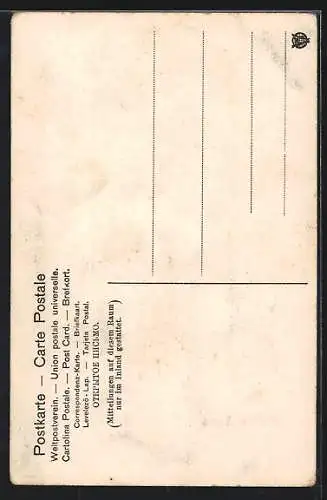 Postkarte — Carte Postale
Weltpostverein. — Union postale universelle.
Cartolina Postale. — Post Card. — Brefkort.
Correspondenz-Karte. — Briefkaart.
Levelező-Lap. — Tarjeta Postal.
ОТКРЫТОЕ ПИСЬМО.
(Mitteilungen auf diesem Raum)
nur im Inland gestattet.